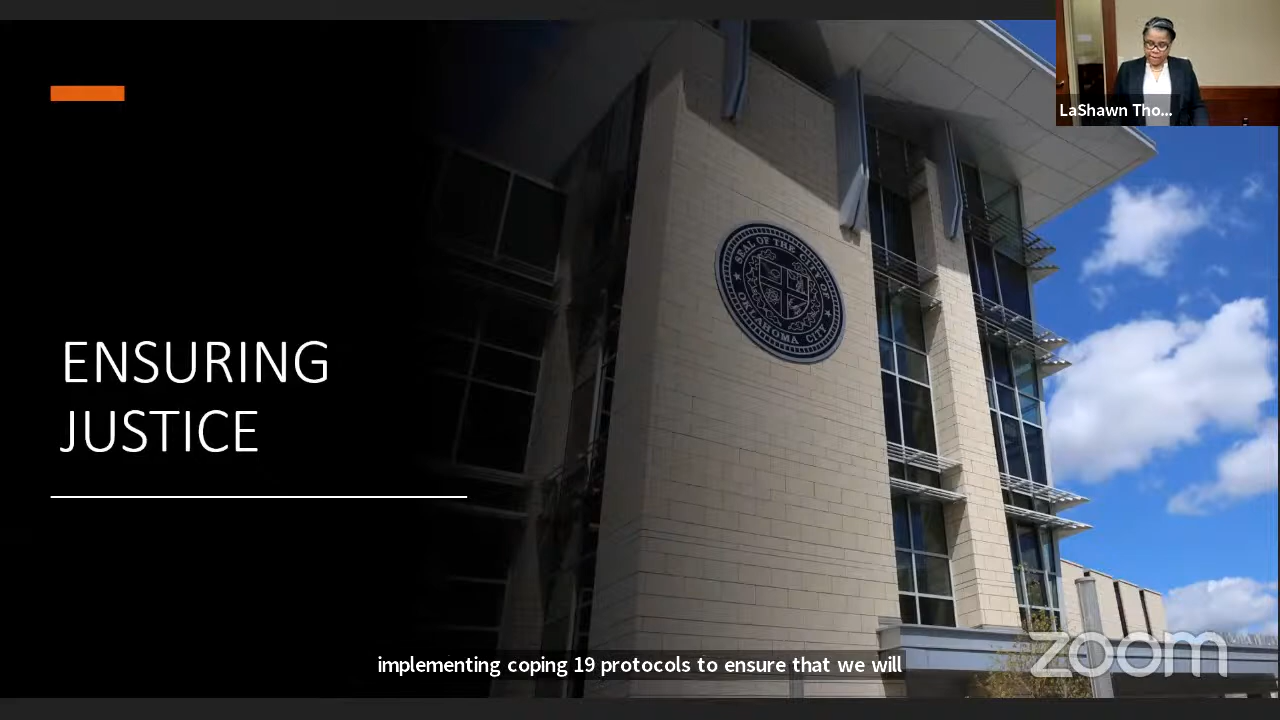 LaShawn Tho...
SEAL OF THE CITY OF
OKLAHOMA CITY
ENSURING
JUSTICE
implementing coping 19 protocols to ensure that we will
zoom